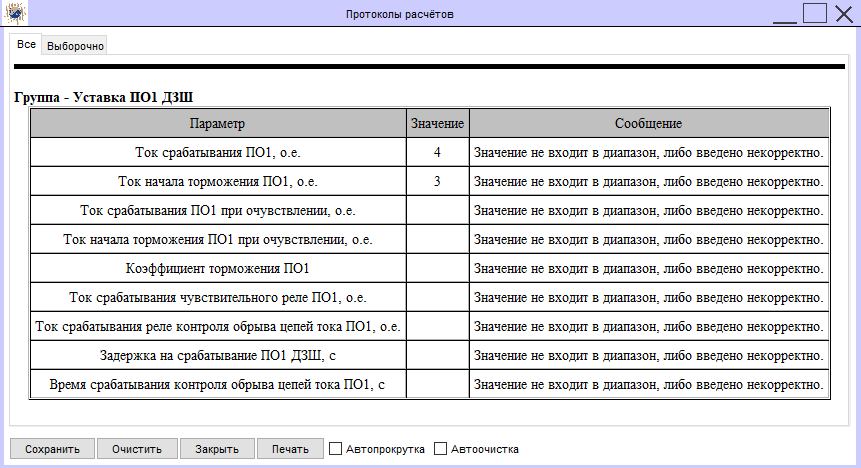 Протоколы расчётов
Все Выборочно
Группа - Уставка ПО1 ДЗШ
Параметр Значение Сообщение
Ток срабатывания ПО1, о.е. 4 Значение не входит в диапазон, либо введено некорректно.
Ток начала торможения ПО1, о.е. 3 Значение не входит в диапазон, либо введено некорректно.
Ток срабатывания ПО1 при очувствлении, о.е. Значение не входит в диапазон, либо введено некорректно.
Ток начала торможения ПО1 при очувствлении, о.е. Значение не входит в диапазон, либо введено некорректно.
Коэффициент торможения ПО1 Значение не входит в диапазон, либо введено некорректно.
Ток срабатывания чувствительного реле ПО1, о.е. Значение не входит в диапазон, либо введено некорректно.
Ток срабатывания реле контроля обрыва цепей тока ПО1, о.е. Значение не входит в диапазон, либо введено некорректно.
Задержка на срабатывание ПО1 ДЗШ, с Значение не входит в диапазон, либо введено некорректно.
Время срабатывания контроля обрыва цепей тока ПО1, с Значение не входит в диапазон, либо введено некорректно.
Сохранить Очистить Закрыть Печать Автопрокрутка Автоочистка